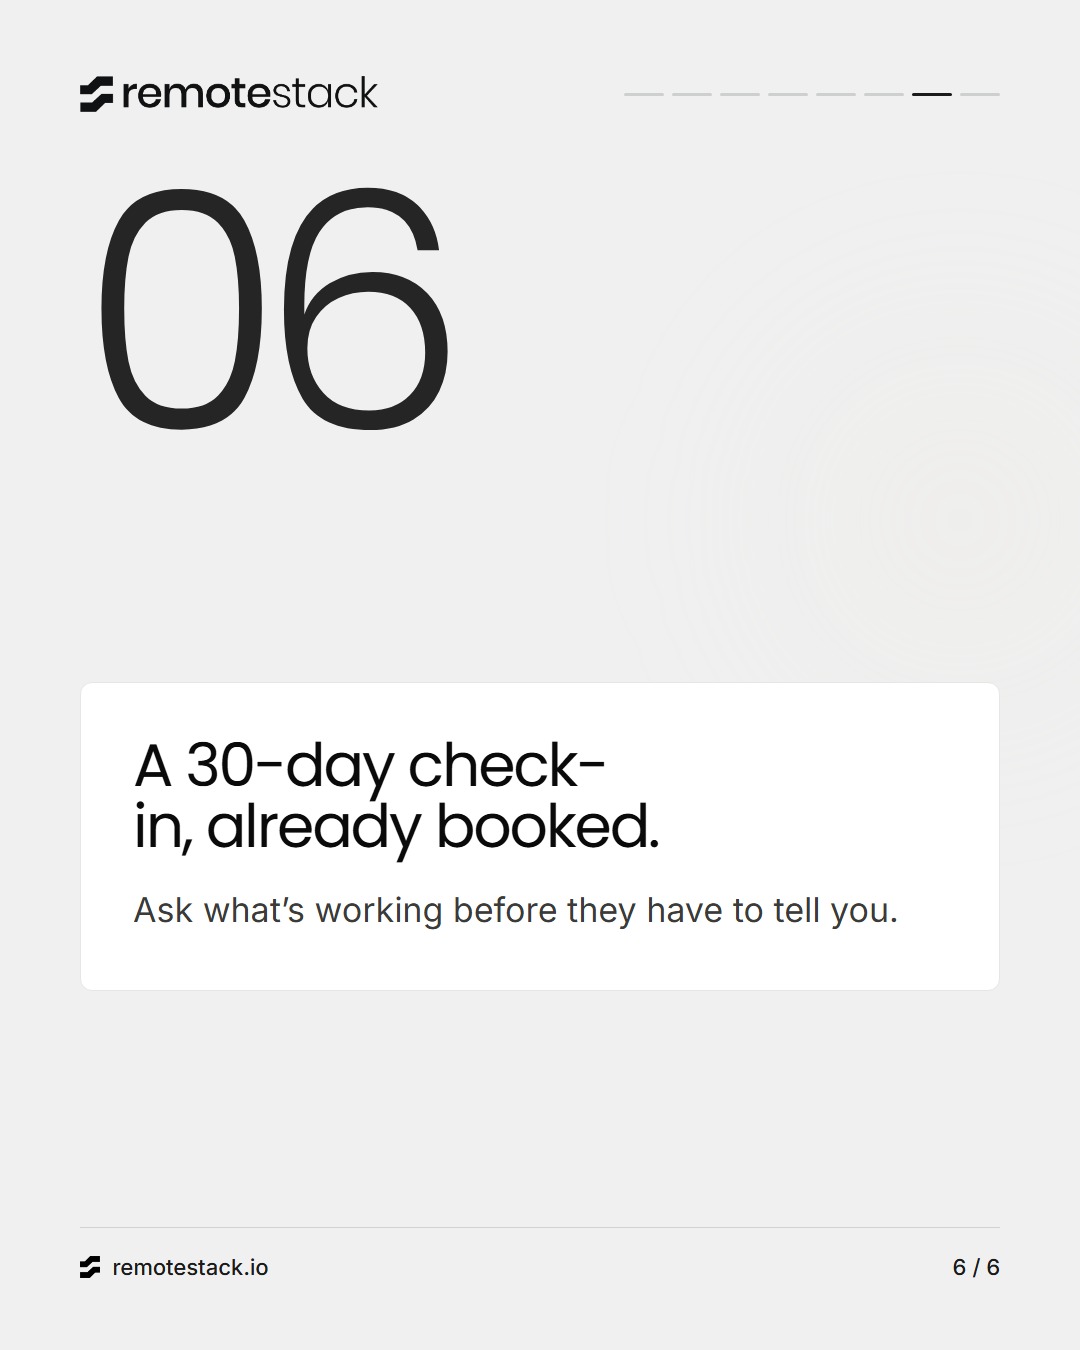 remotestack
06
A 30-day check-
in, already booked.
Ask what’s working before they have to tell you.
remotestack.io
6 / 6